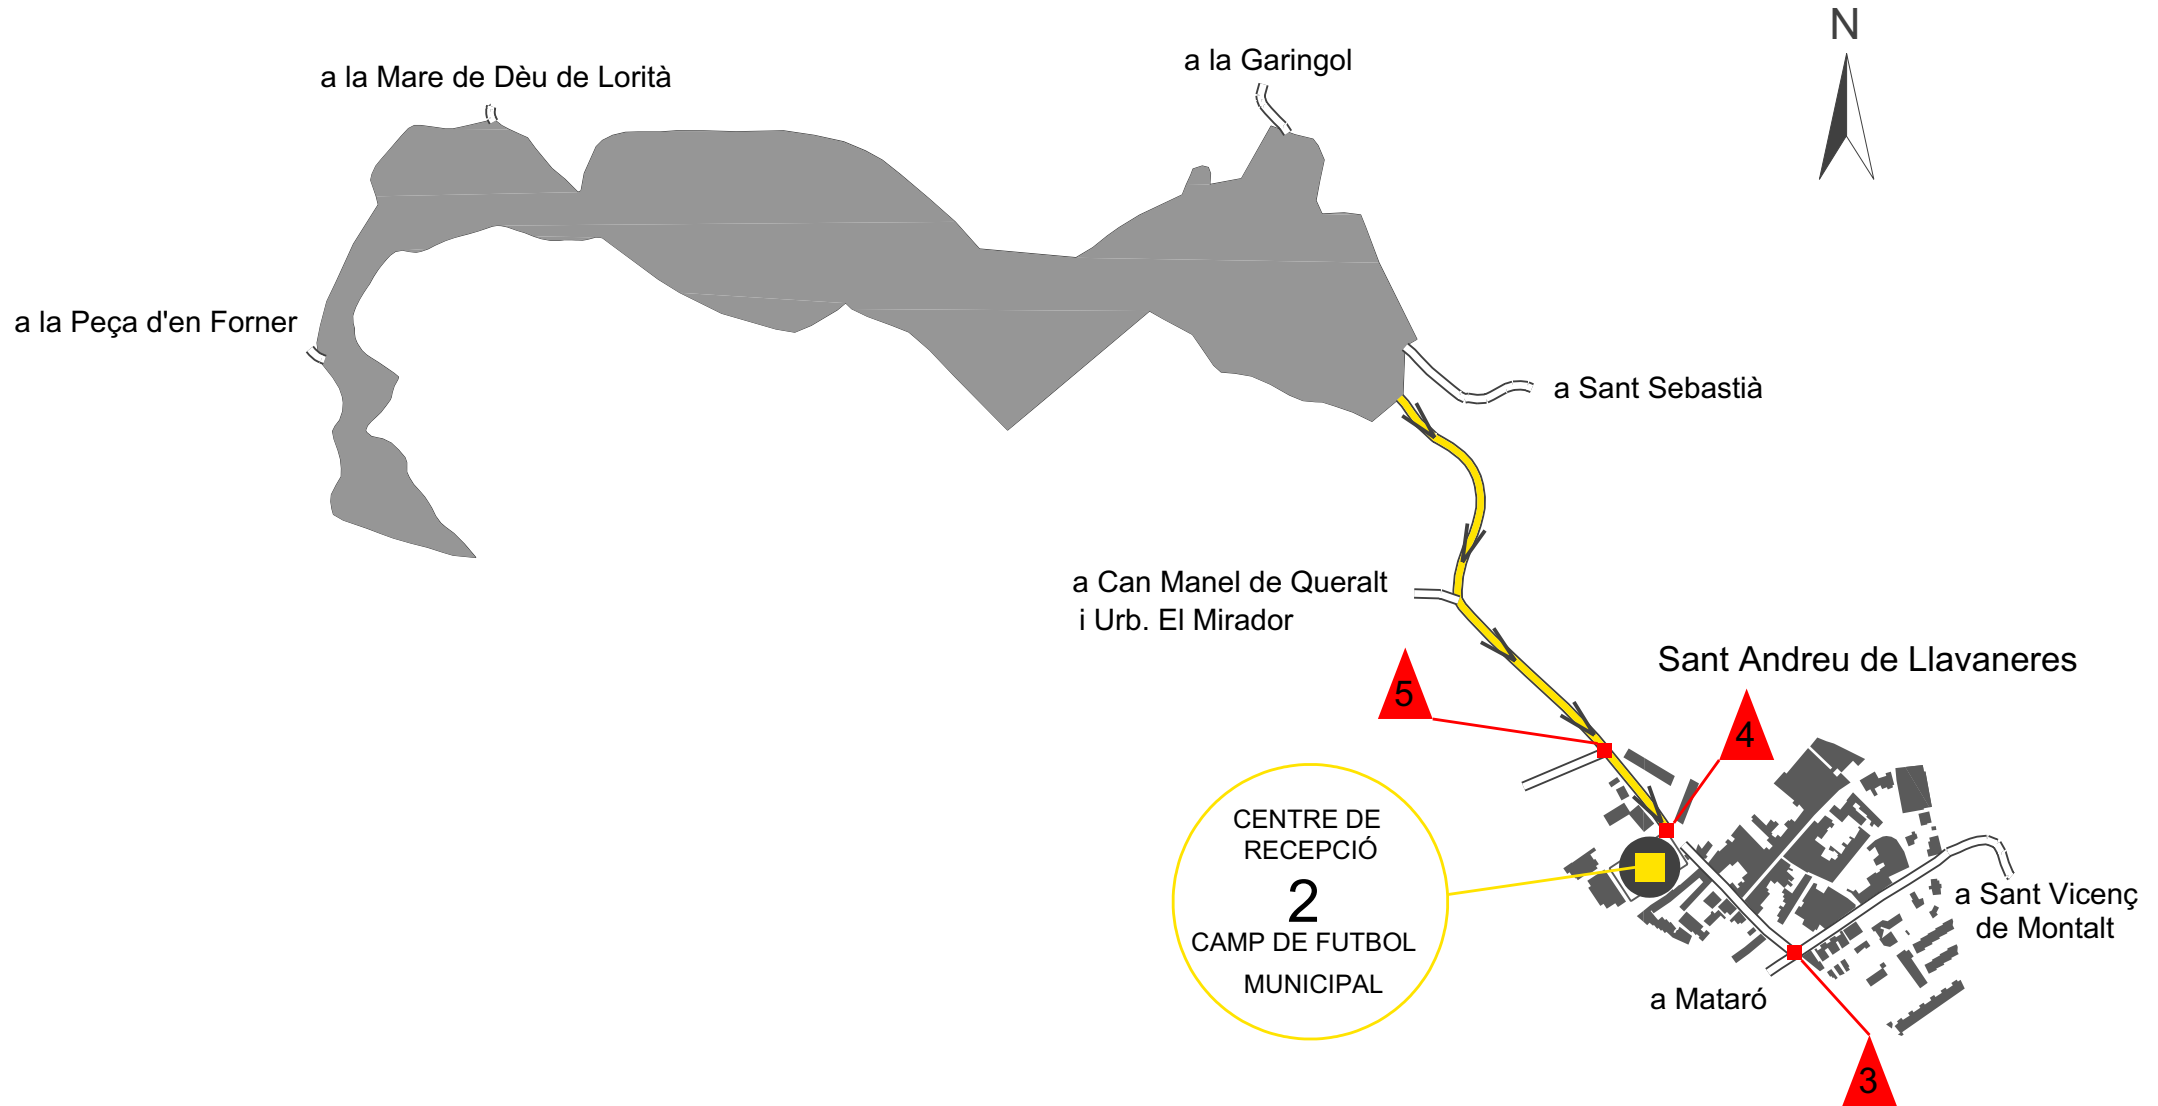 N
a la Garingol
a la Mare de Dèu de Lorità
a la Peça d'en Forner
a Sant Sebastià
a Can Manel de Queralt
i Urb. El Mirador
Sant Andreu de Llavaneres
5
4
CENTRE DE
RECEPCIÓ
2
CAMP DE FUTBOL
MUNICIPAL
a Sant Vicenç
de Montalt
a Mataró
3